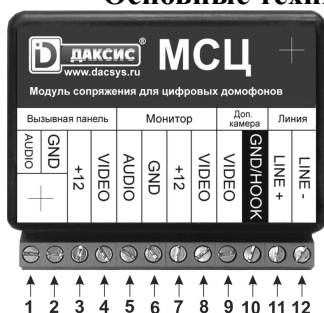 Основные техни
D ДАКСИС®
www.dacsys.ru
МСЦ
Модуль сопряжения для цифровых домофонов
Вызывная панель
Монитор
Доп. камера
Линия
AUDIO
GND
+12
VIDEO
AUDIO
GND
+12
VIDEO
VIDEO
GND/HOOK
LINE +
LINE -
1 2 3 4 5 6 7 8 9 10 11 12